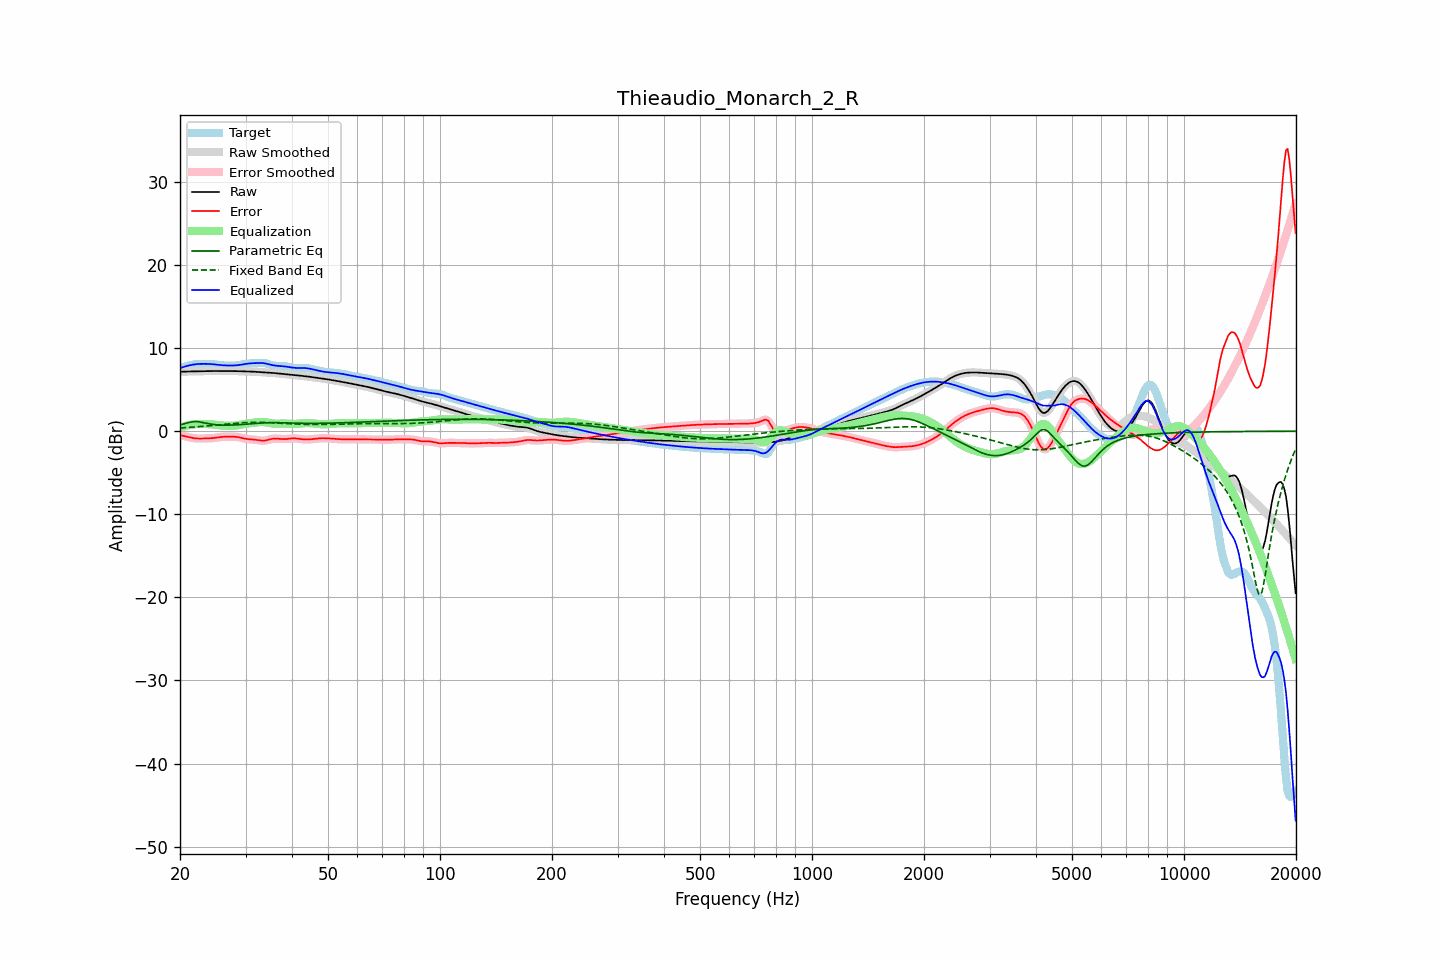 Thieaudio_Monarch_2_R
Target
Raw Smoothed
Error Smoothed
Raw
Error
Equalization
Parametric Eq
Fixed Band Eq
Equalized
30
20
10
0
−10
−20
−30
−40
−50
Amplitude (dBr)
20 50 100 200 500 1000 2000 5000 10000 20000
Frequency (Hz)